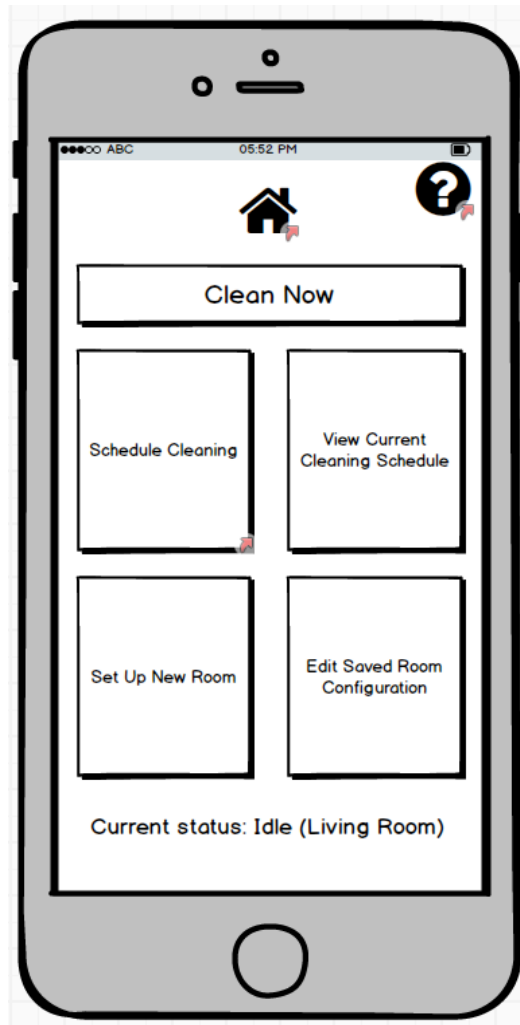 ABC 05:52 PM
?
Clean Now
Schedule Cleaning
View Current
Cleaning Schedule
Set Up New Room
Edit Saved Room
Configuration
Current status: Idle (Living Room)